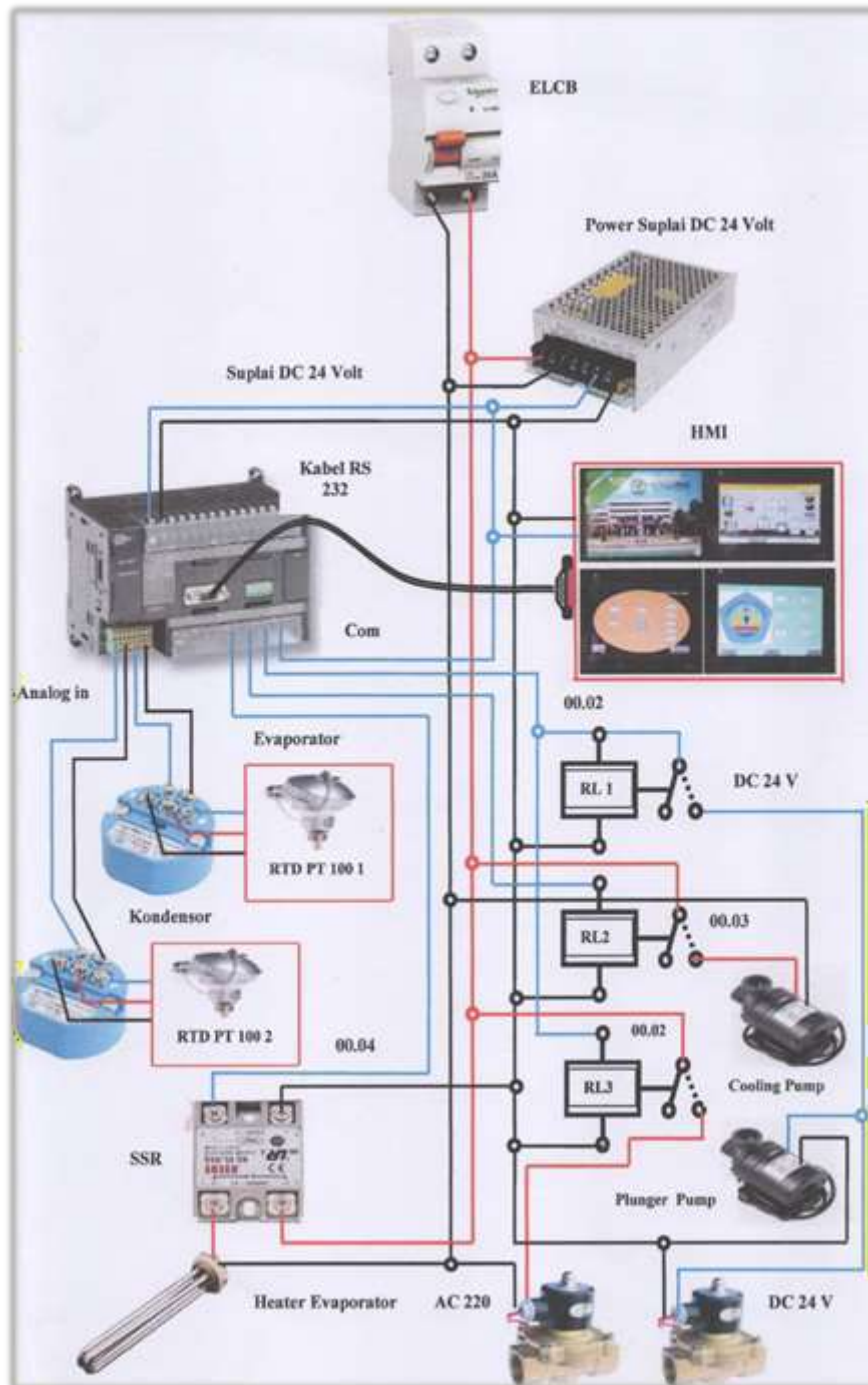 ELCB
Power Suplai DC 24 Volt
Suplai DC 24 Volt
HMI
Kabel RS
232
Com
Analog in
00.02
Evaporator
RL 1
DC 24 V
RTD PT 100 1
Kondensor
RL2
00.03
RTD PT 100 2
00.04
00.02
RL3
Cooling Pump
SSR
Plunger Pump
Heater Evaporator
AC 220
DC 24 V